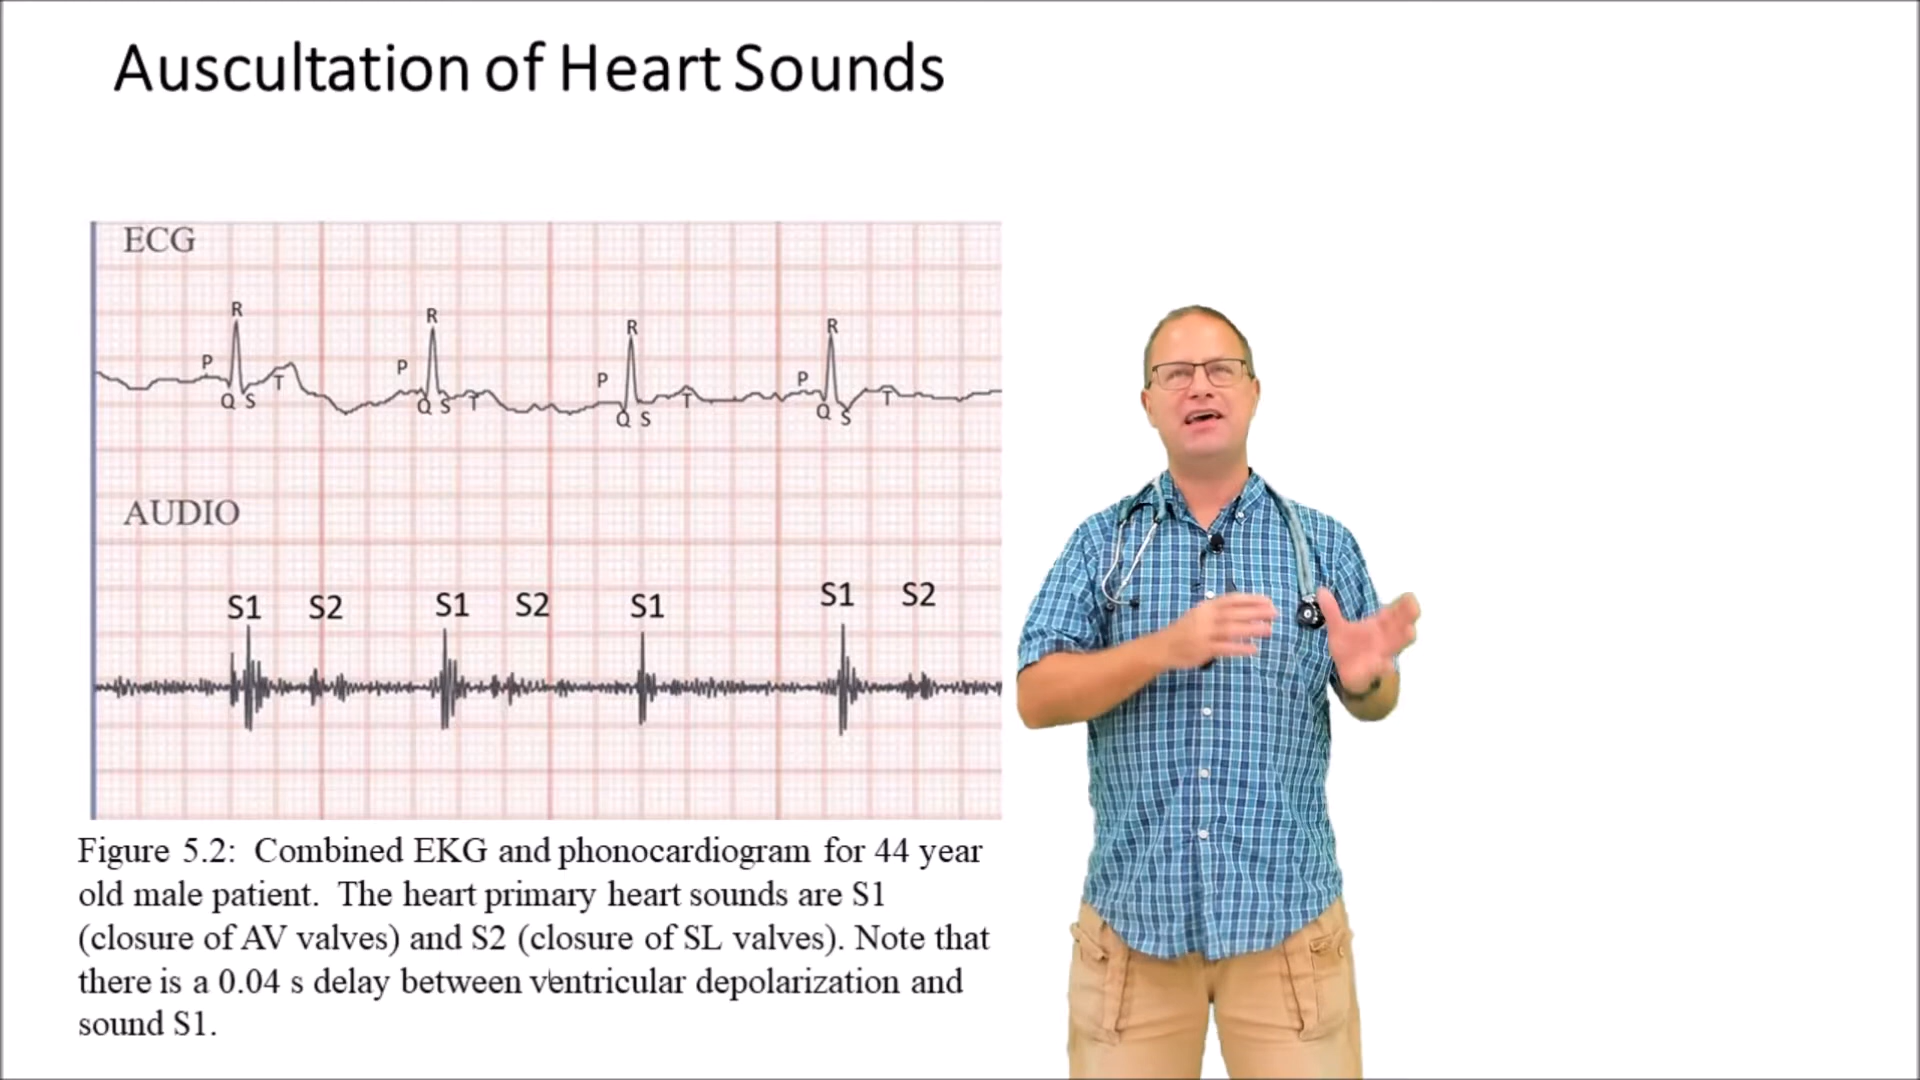 Auscultation of Heart Sounds
ECG
R R R R
P P P P
T T T T
Q S Q S Q S Q S
AUDIO
S1 S2 S1 S2 S1 S1 S2
Figure 5.2: Combined EKG and phonocardiogram for 44 year
old male patient. The heart primary heart sounds are S1
(closure of AV valves) and S2 (closure of SL valves). Note that
there is a 0.04 s delay between ventricular depolarization and
sound S1.